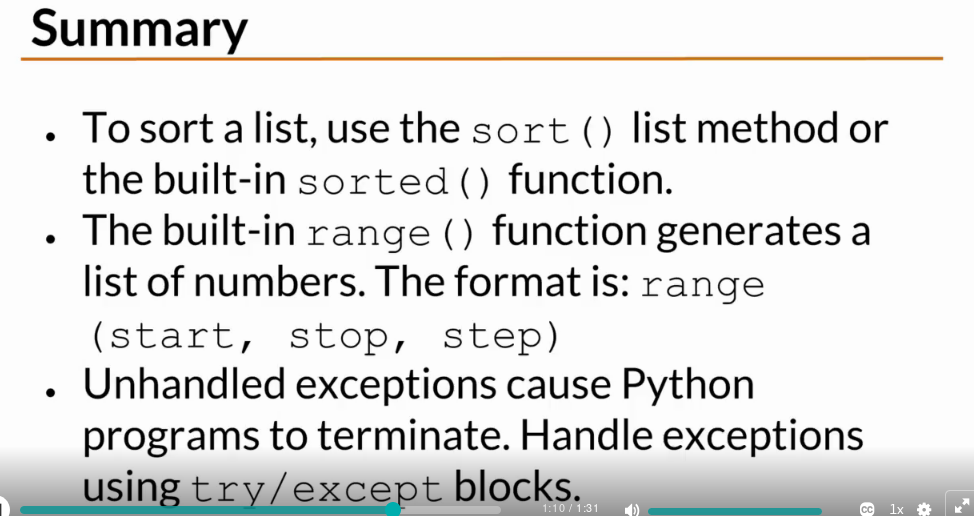 Summary
• To sort a list, use the sort() list method or
the built-in sorted() function.
• The built-in range() function generates a
list of numbers. The format is: range
(start, stop, step)
• Unhandled exceptions cause Python
programs to terminate. Handle exceptions
using try/except blocks.
1:10 / 1:31 CC 1x